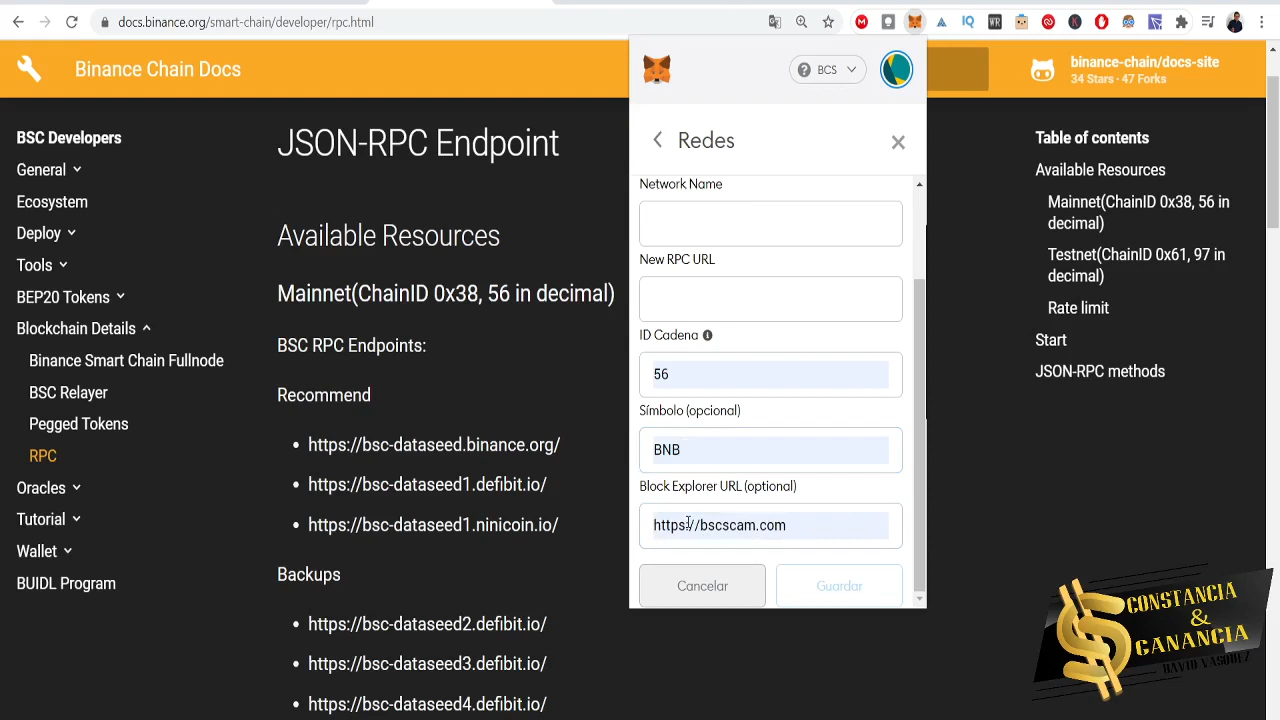 docs.binance.org/smart-chain/developer/rpc.html
Binance Chain Docs
binance-chain/docs-site
34 Stars · 47 Forks
BSC Developers
General
Ecosystem
Deploy
Tools
BEP20 Tokens
Blockchain Details
Binance Smart Chain Fullnode
BSC Relayer
Pegged Tokens
RPC
Oracles
Tutorial
Wallet
BUIDL Program
JSON-RPC Endpoint
Available Resources
Mainnet(ChainID 0x38, 56 in decimal)
BSC RPC Endpoints:
Recommend
• https://bsc-dataseed.binance.org/
• https://bsc-dataseed1.defibit.io/
• https://bsc-dataseed1.ninicoin.io/
Backups
• https://bsc-dataseed2.defibit.io/
• https://bsc-dataseed3.defibit.io/
• https://bsc-dataseed4.defibit.io/
BCS
Redes
Network Name
New RPC URL
ID Cadena
56
Símbolo (opcional)
BNB
Block Explorer URL (optional)
https://bscscam.com
Cancelar
Guardar
Table of contents
Available Resources
Mainnet(ChainID 0x38, 56 in
decimal)
Testnet(ChainID 0x61, 97 in
decimal)
Rate limit
Start
JSON-RPC methods
CONSTANCIA
&
GANANCIA
DAVID VASQUEZ